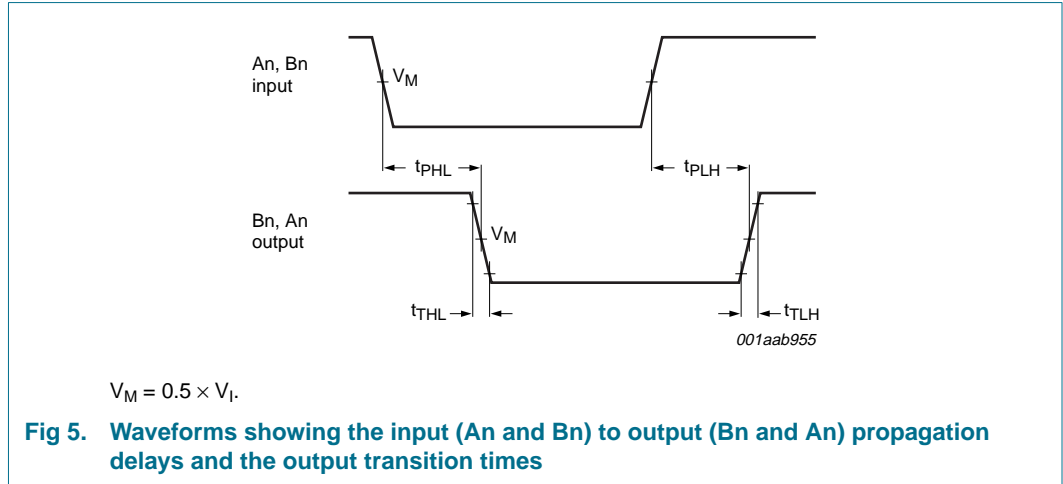 An, Bn
input
VM
tPHL
tPLH
Bn, An
output
VM
tTHL
tTLH
001aab955
VM = 0.5 × VI.
Fig 5. Waveforms showing the input (An and Bn) to output (Bn and An) propagation
delays and the output transition times